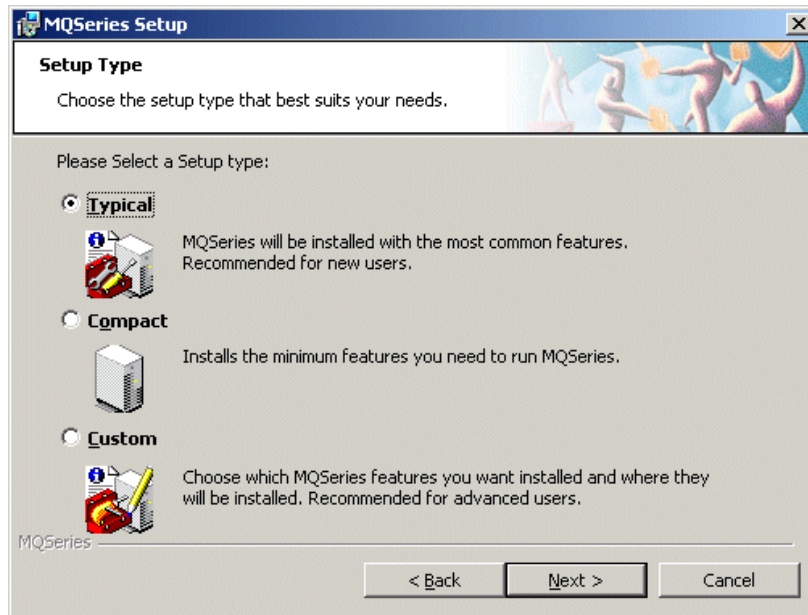 MQSeries Setup
Setup Type
Choose the setup type that best suits your needs.
Please Select a Setup type:
Typical
MQSeries will be installed with the most common features.
Recommended for new users.
Compact
Installs the minimum features you need to run MQSeries.
Custom
Choose which MQSeries features you want installed and where they
will be installed. Recommended for advanced users.
MQSeries
< Back
Next >
Cancel